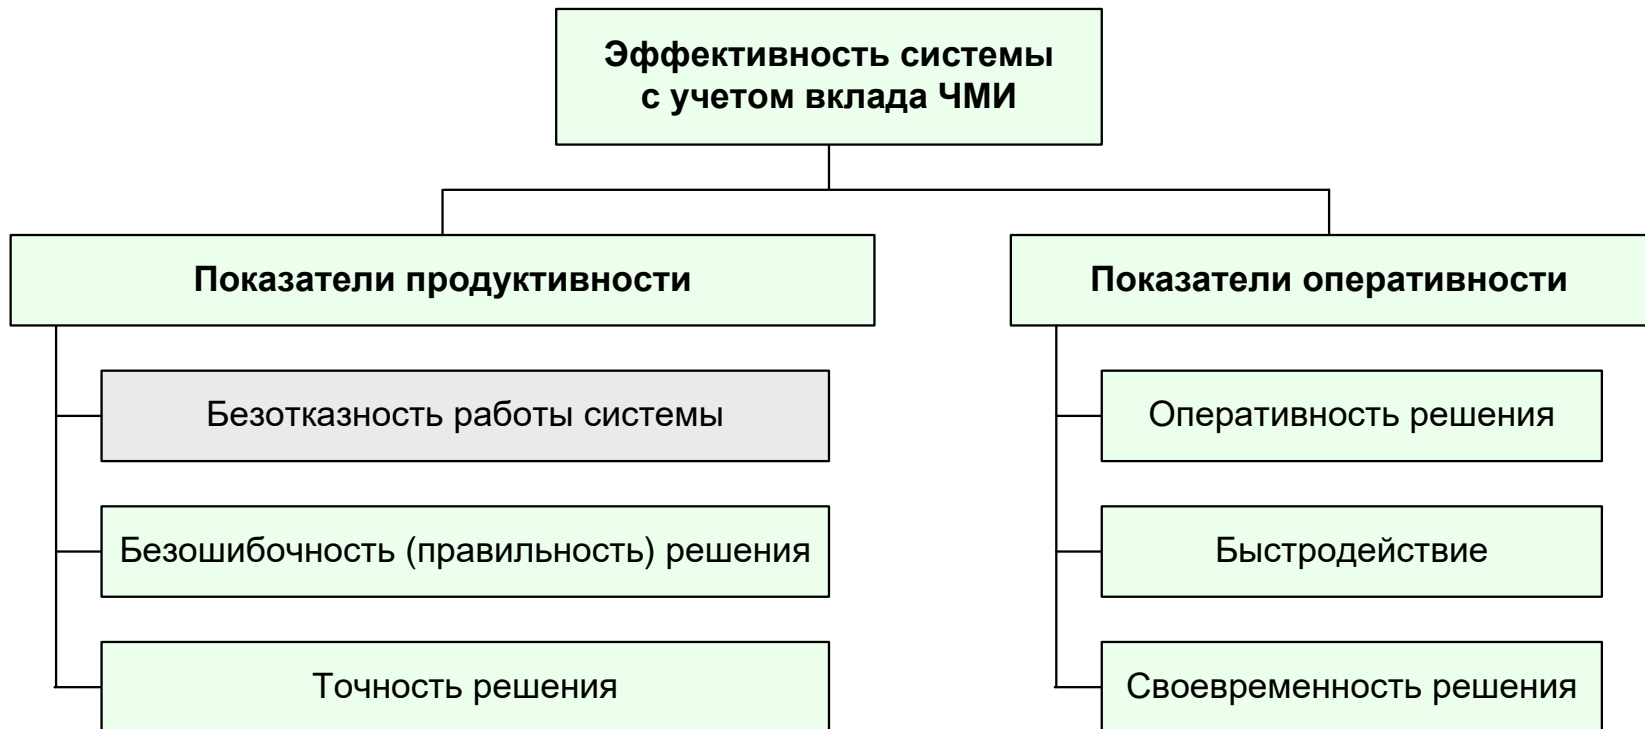 Эффективность системы
с учетом вклада ЧМИ
Показатели продуктивности
Безотказность работы системы
Безошибочность (правильность) решения
Точность решения
Показатели оперативности
Оперативность решения
Быстродействие
Своевременность решения